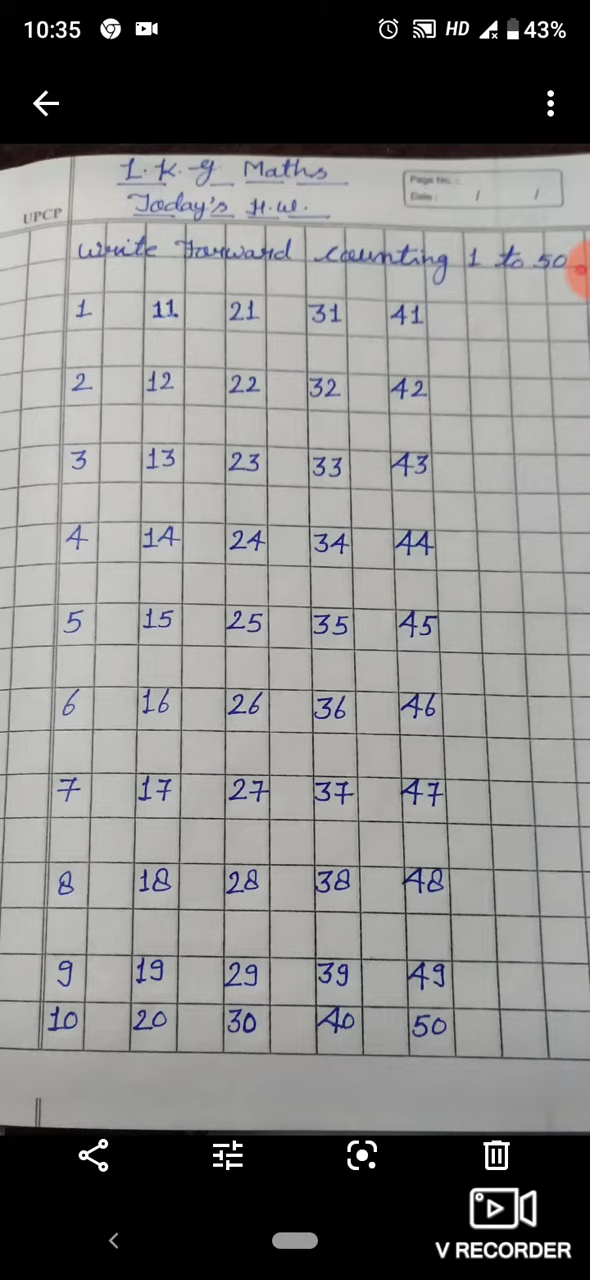 10:35 HD 43%
L.K.g. Maths
Page No.:
Date: / /
UPCP
Today's H.W.
Write Forward Counting 1 to 50
1 11 21 31 41
2 12 22 32 42
3 13 23 33 43
4 14 24 34 44
5 15 25 35 45
6 16 26 36 46
7 17 27 37 47
8 18 28 38 48
9 19 29 39 49
10 20 30 40 50
V RECORDER